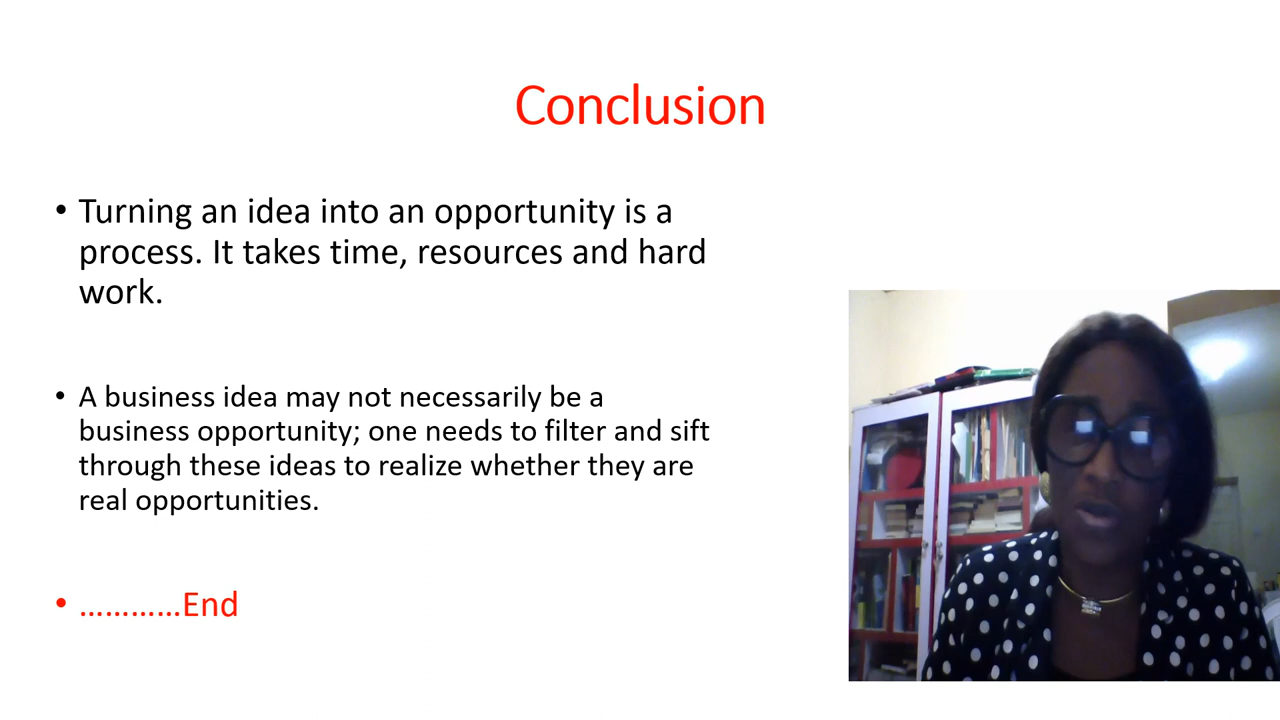 Conclusion
• Turning an idea into an opportunity is a
process. It takes time, resources and hard
work.
• A business idea may not necessarily be a
business opportunity; one needs to filter and sift
through these ideas to realize whether they are
real opportunities.
• …………End